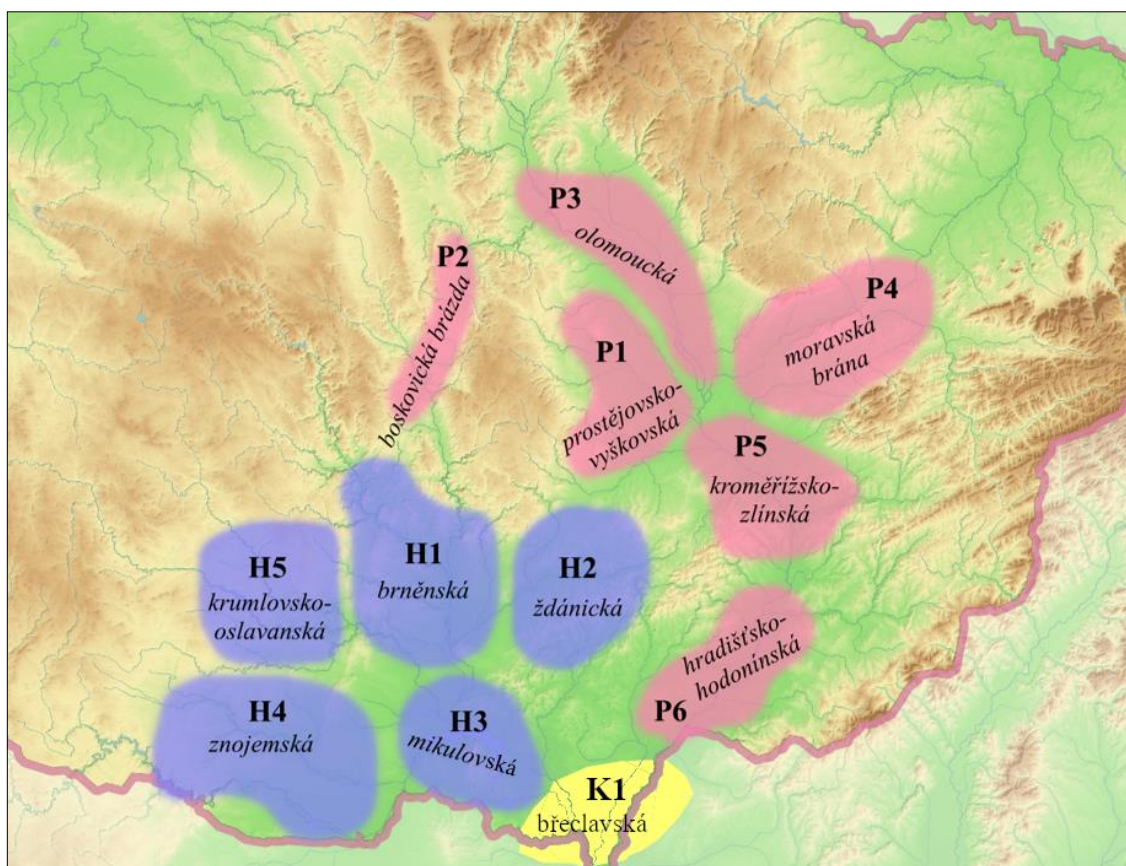 P3
olomoucká
P2
boskovická brázda
P4
moravská
brána
P1
prostějovsko-
vyškovská
P5
kroměřížsko-
zlínská
H5
krumlovsko-
oslavanská
H1
brněnská
H2
ždánická
hradišťsko-
hodonínská
P6
H4
znojemská
H3
mikulovská
K1
břeclavská